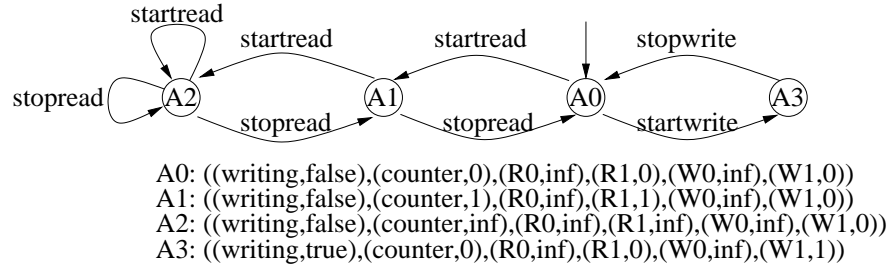 startread
startread startread stopwrite
stopread A2 A1 A0 A3
stopread stopread startwrite
A0: ((writing,false),(counter,0),(R0,inf),(R1,0),(W0,inf),(W1,0))
A1: ((writing,false),(counter,1),(R0,inf),(R1,1),(W0,inf),(W1,0))
A2: ((writing,false),(counter,inf),(R0,inf),(R1,inf),(W0,inf),(W1,0))
A3: ((writing,true),(counter,0),(R0,inf),(R1,0),(W0,inf),(W1,1))